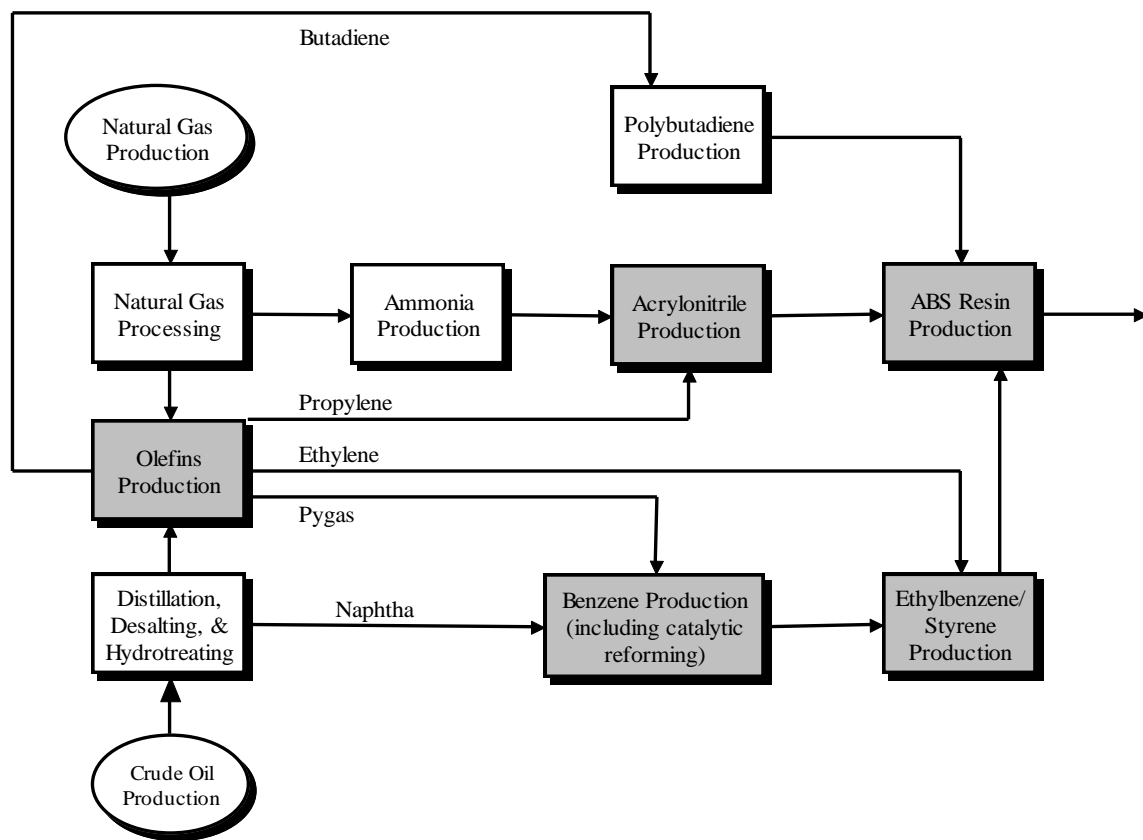 Butadiene
Natural Gas
Production
Polybutadiene
Production
Natural Gas
Processing
Ammonia
Production
Acrylonitrile
Production
ABS Resin
Production
Propylene
Olefins
Production
Ethylene
Pygas
Distillation,
Desalting, &
Hydrotreating
Naphtha
Benzene Production
(including catalytic
reforming)
Ethylbenzene/
Styrene
Production
Crude Oil
Production